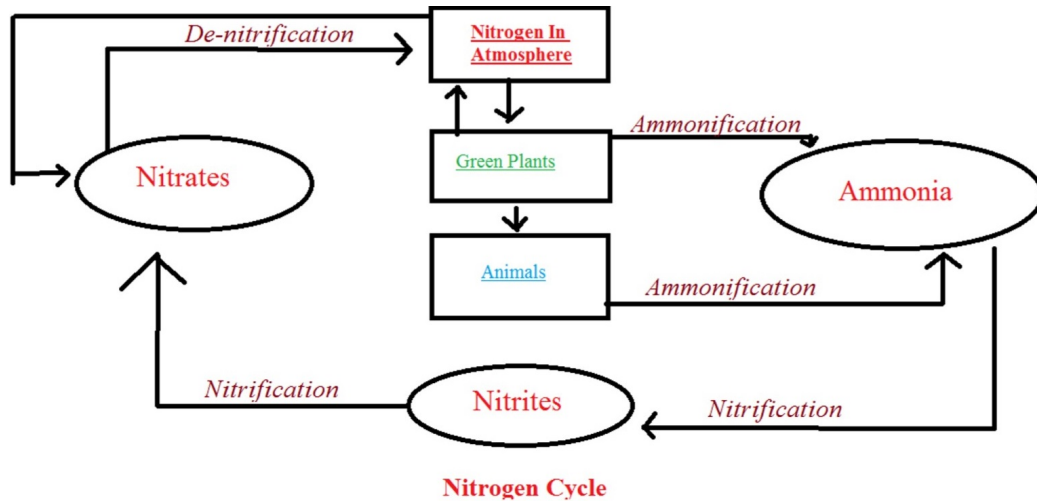 De-nitrification
Nitrogen In
Atmosphere
Ammonification
Green Plants
Nitrates
Ammonia
Animals
Ammonification
Nitrification
Nitrites
Nitrification
Nitrogen Cycle